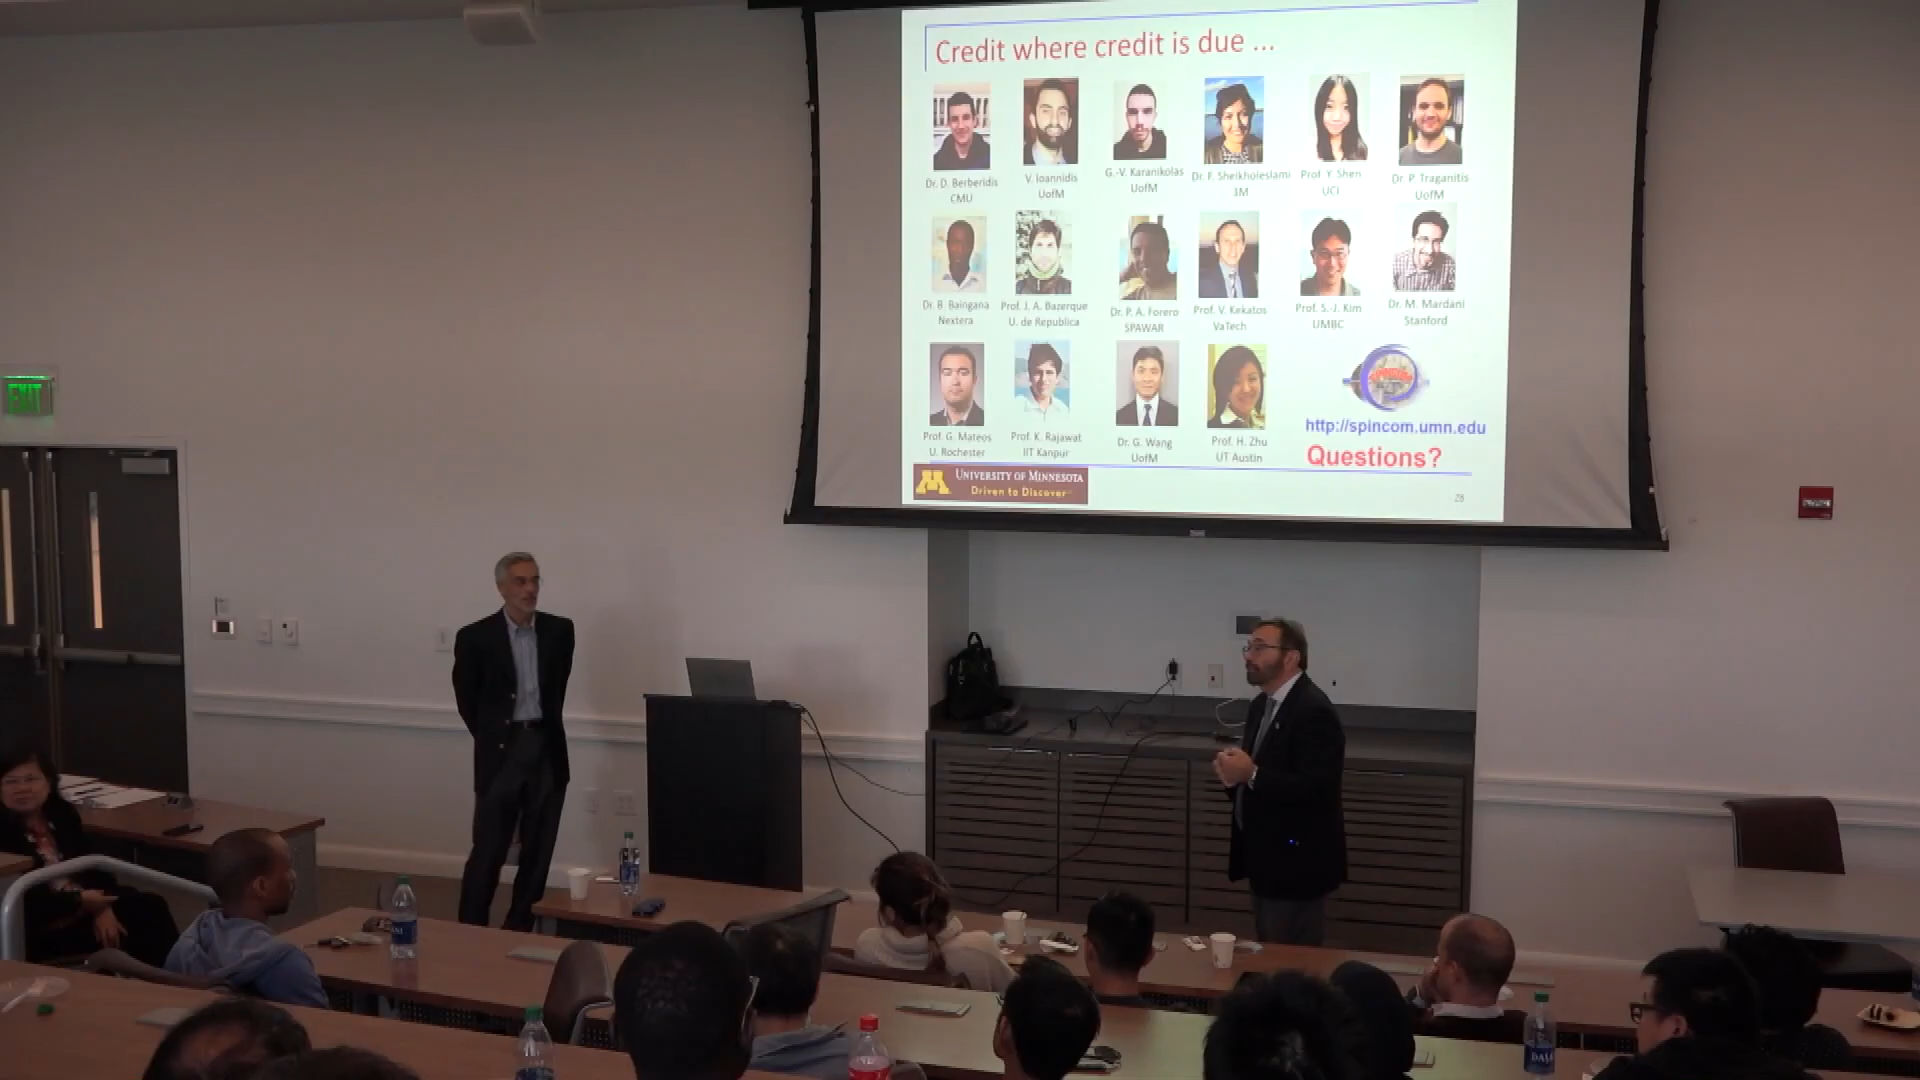 Credit where credit is due ...
Dr. D. Berberidis
CMU
V. Ioannidis
UofM
G.-V. Karanikolas
UofM
Dr. F. Sheikholeslami
3M
Prof. Y. Shen
UCI
Dr. P. Traganitis
UofM
Dr. B. Baingana
Nextera
Prof. J. A. Bazerque
U. de Republica
Dr. P. A. Forero
SPAWAR
Prof. V. Kekatos
VaTech
Prof. S.-J. Kim
UMBC
Dr. M. Mardani
Stanford
Prof. G. Mateos
U. Rochester
Prof. K. Rajawat
IIT Kanpur
Dr. G. Wang
UofM
Prof. H. Zhu
UT Austin
SPINCOM
http://spincom.umn.edu
Questions?
M
UNIVERSITY OF MINNESOTA
Driven to Discover
28
EXIT